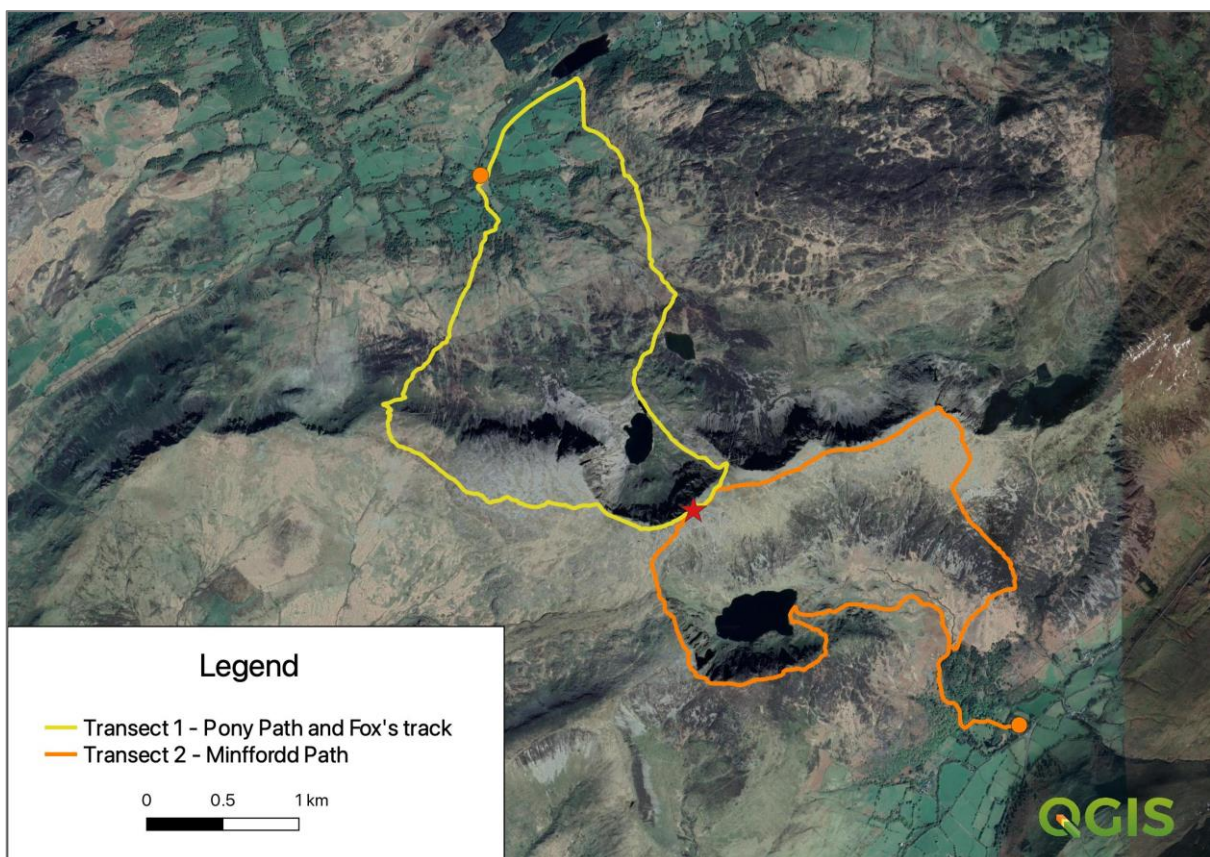 Legend
Transect 1 - Pony Path and Fox's track
Transect 2 - Minffordd Path
0 0.5 1 km
QGIS